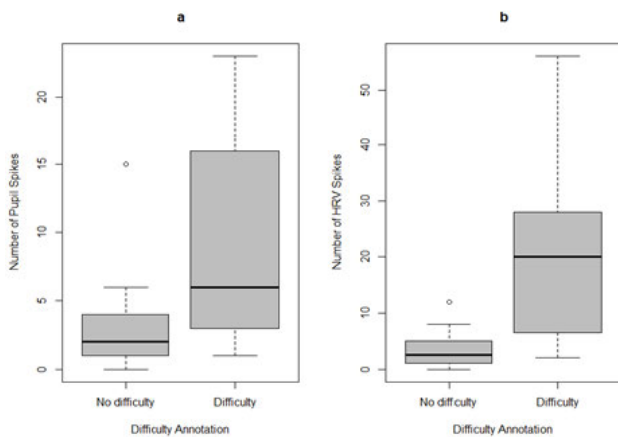 a
Number of Pupil Spikes
20
15
10
5
0
No difficulty
Difficulty
Difficulty Annotation
b
Number of HRV Spikes
50
40
30
20
10
0
No difficulty
Difficulty
Difficulty Annotation